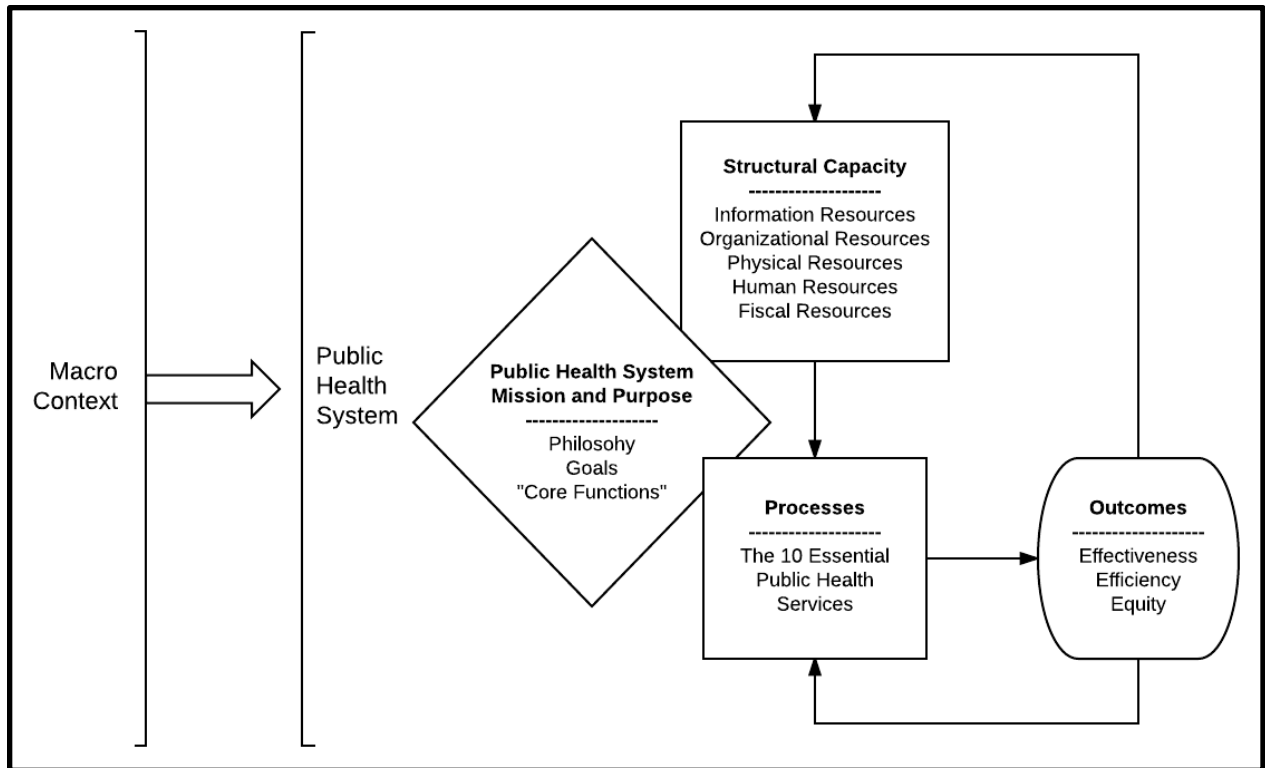 Macro
Context
Public
Health
System
Public Health System
Mission and Purpose
--------------------
Philosohy
Goals
"Core Functions"
Structural Capacity
--------------------
Information Resources
Organizational Resources
Physical Resources
Human Resources
Fiscal Resources
Processes
--------------------
The 10 Essential
Public Health
Services
Outcomes
--------------------
Effectiveness
Efficiency
Equity